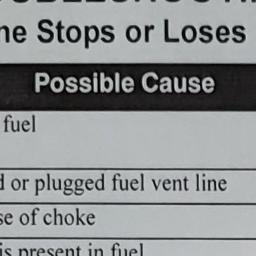 ne Stops or Loses
Possible Cause
fuel
d or plugged fuel vent line
se of choke
is present in fuel